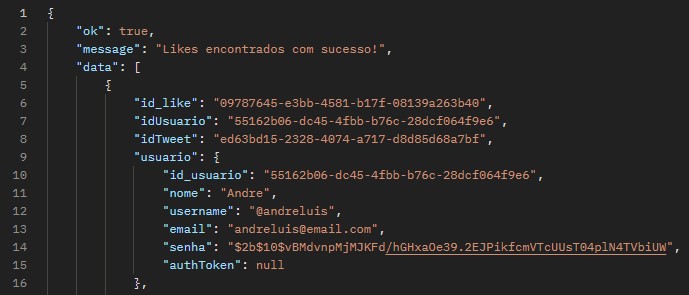 1 {
2 "ok": true,
3 "message": "Likes encontrados com sucesso!",
4 "data": [
5 {
6 "id_like": "09787645-e3bb-4581-b17f-08139a263b40",
7 "idUsuario": "55162b06-dc45-4fbb-b76c-28dcf064f9e6",
8 "idTweet": "ed63bd15-2328-4074-a717-d8d85d68a7bf",
9 "usuario": {
10 "id_usuario": "55162b06-dc45-4fbb-b76c-28dcf064f9e6",
11 "nome": "Andre",
12 "username": "@andreluis",
13 "email": "andreluis@email.com",
14 "senha": "$2b$10$vBMdvnpMjMJKFd/hGHxaOe39.2EJPikfcmVTcUUsT04plN4TVbiUW",
15 "authToken": null
16 },